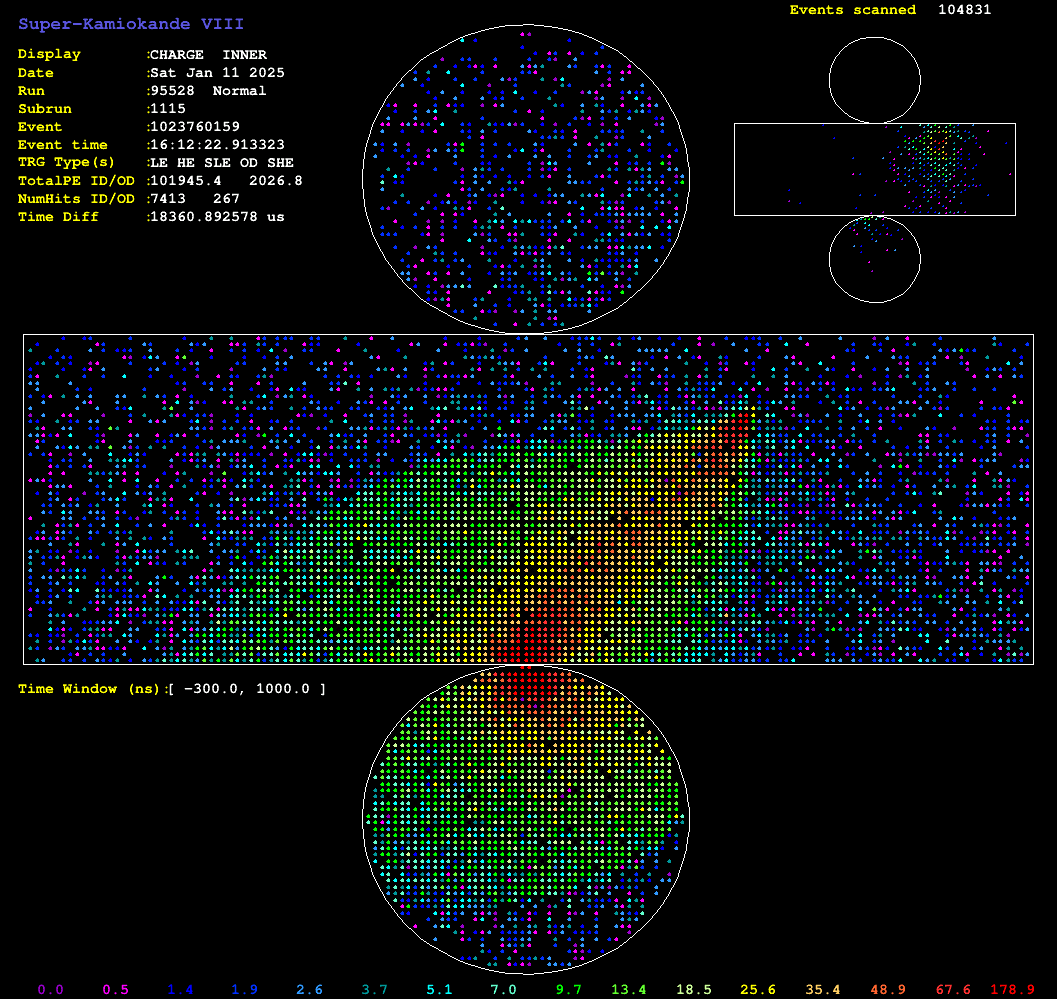 Super-Kamiokande VIII
Events scanned 104831
Display :CHARGE INNER
Date :Sat Jan 11 2025
Run :95528 Normal
Subrun :1115
Event :1023760159
Event time :16:12:22.913323
TRG Type(s) :LE HE SLE OD SHE
TotalPE ID/OD :101945.4 2026.8
NumHits ID/OD :7413 267
Time Diff :18360.892578 us
Time Window (ns):[ -300.0, 1000.0 ]
0.0 0.5 1.4 1.9 2.6 3.7 5.1 7.0 9.7 13.4 18.5 25.6 35.4 48.9 67.6 178.9